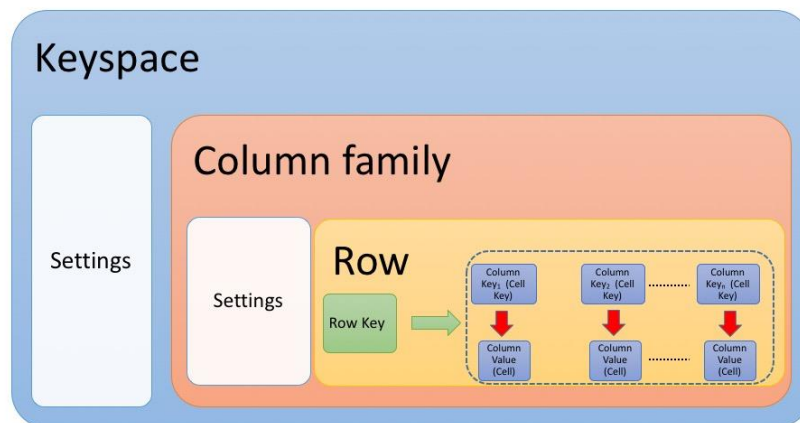 Keyspace
Column family
Settings
Settings
Row
Row Key
Column
Key₁ (Cell
Key)
Column
Key₂ (Cell
Key)
Column
Keyₙ (Cell
Key)
Column
Value
(Cell)
Column
Value
(Cell)
Column
Value
(Cell)